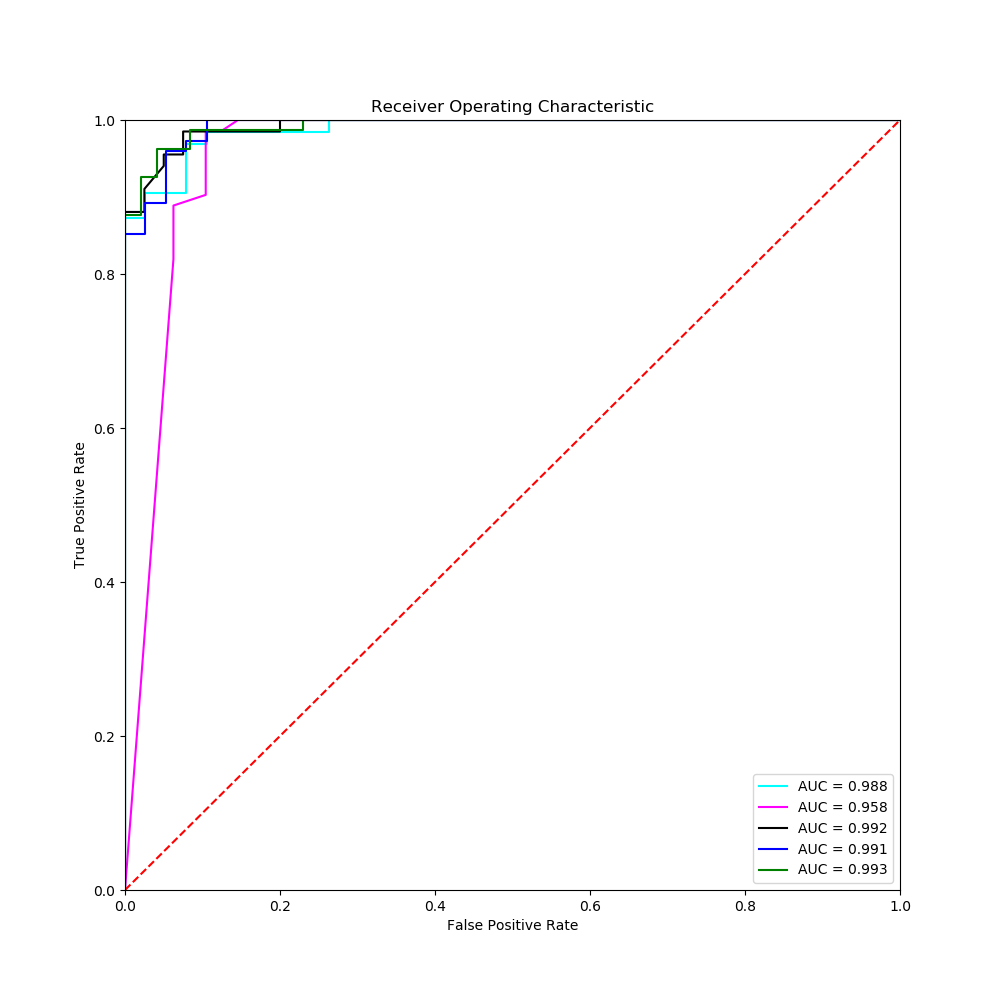 Receiver Operating Characteristic
1.0
0.8
0.6
0.4
0.2
0.0
True Positive Rate
0.0 0.2 0.4 0.6 0.8 1.0
False Positive Rate
AUC = 0.988
AUC = 0.958
AUC = 0.992
AUC = 0.991
AUC = 0.993